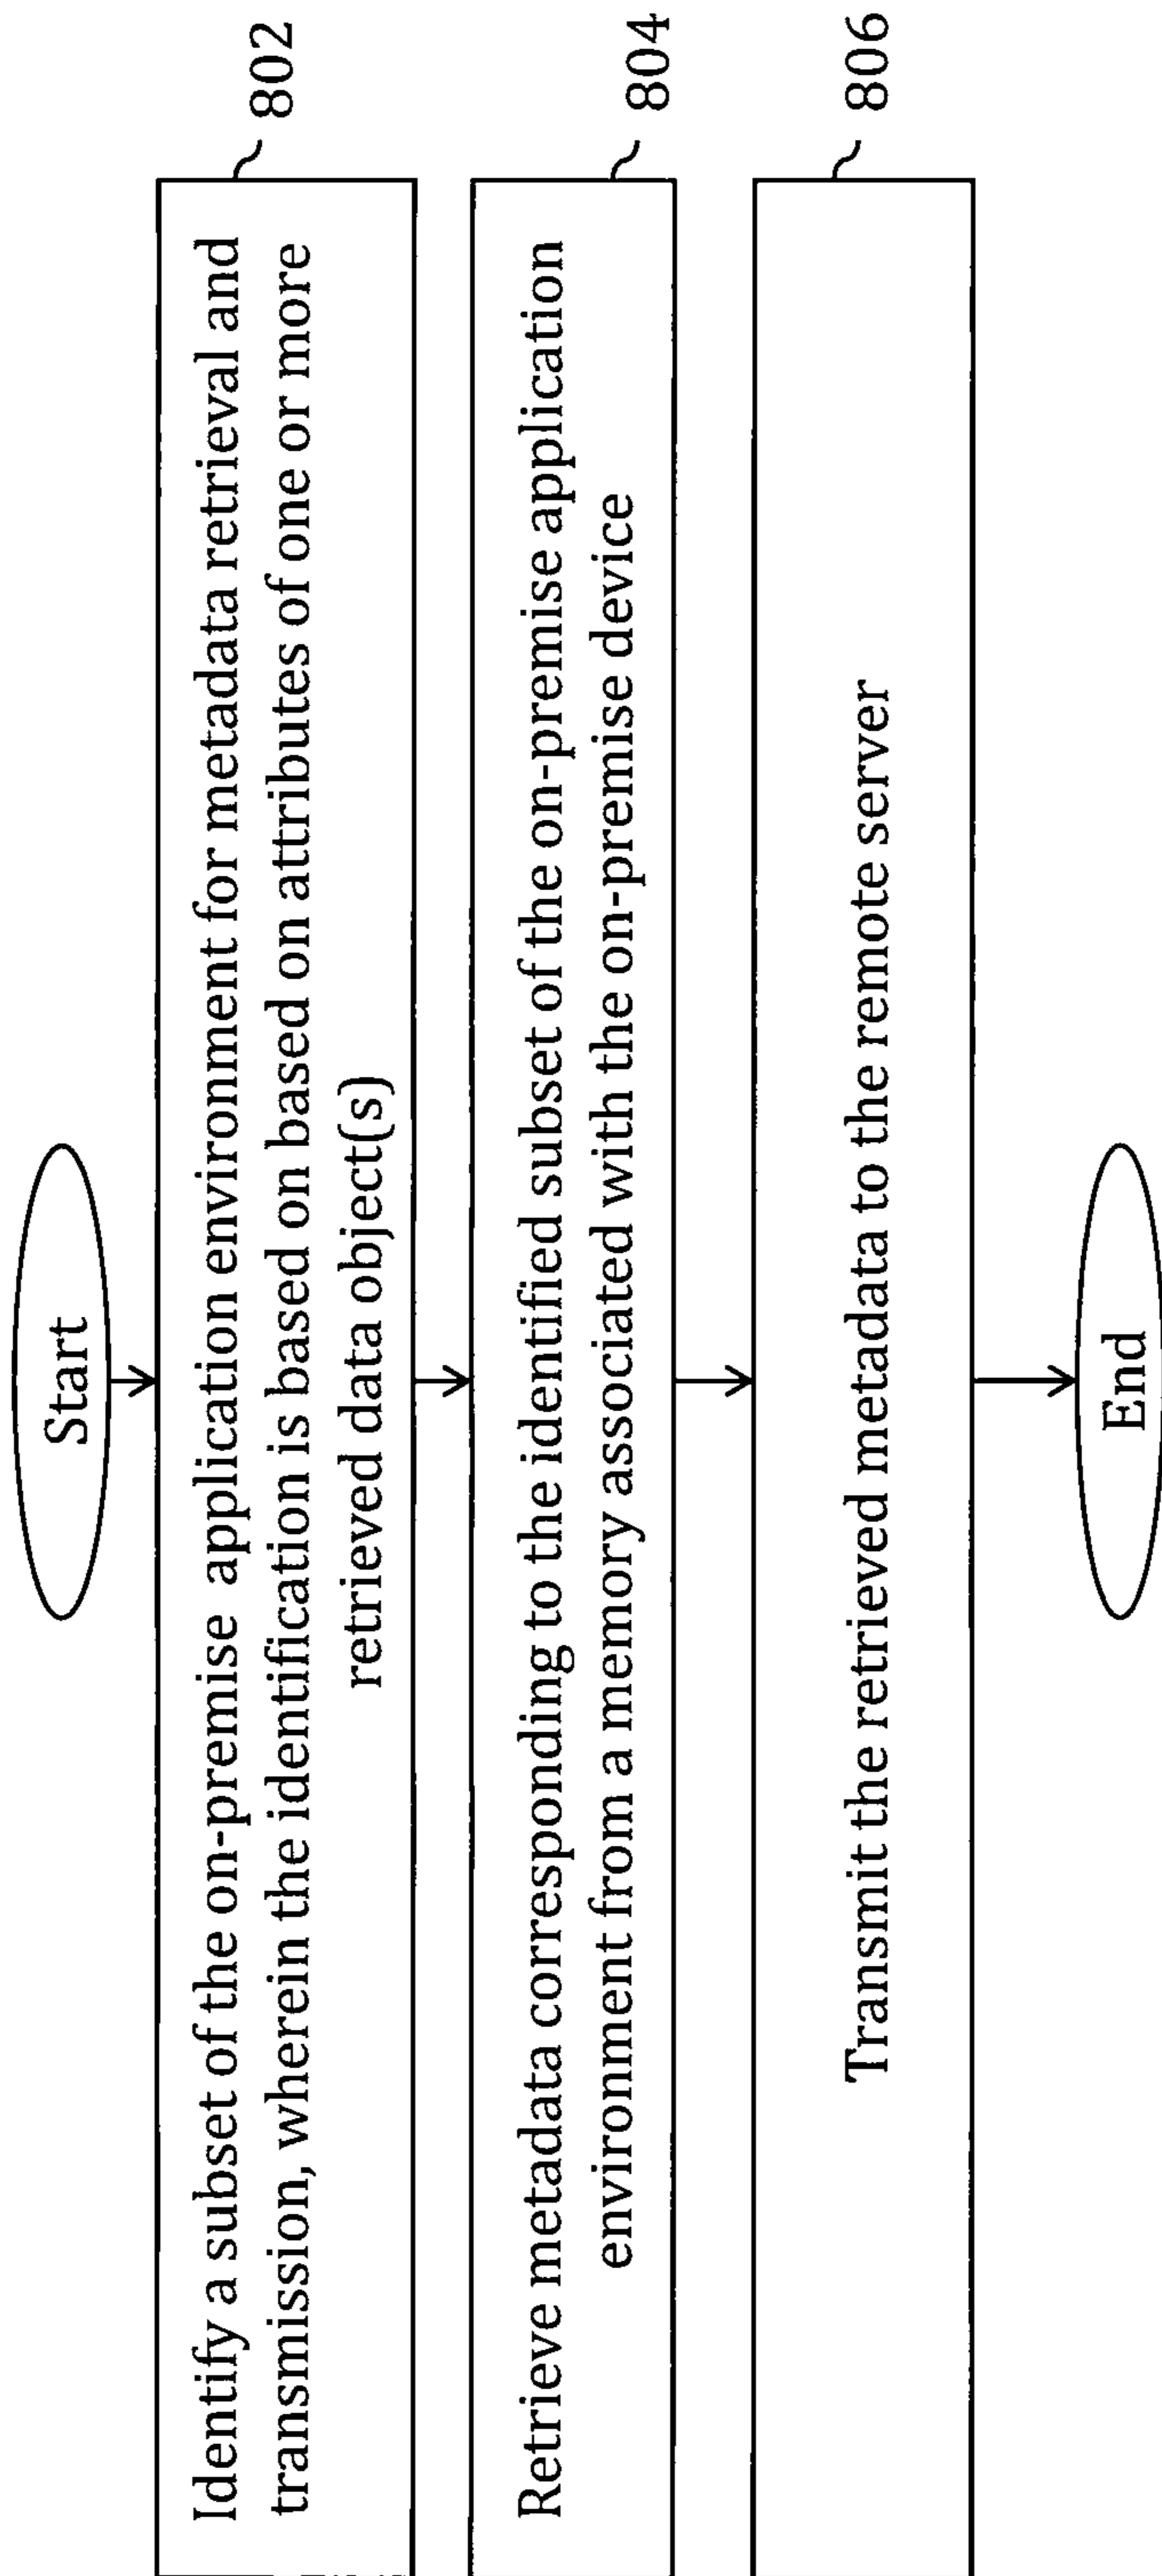 Start
Identify a subset of the on-premise application environment for metadata retrieval and
transmission, wherein the identification is based on based on attributes of one or more
retrieved data object(s)
802
Retrieve metadata corresponding to the identified subset of the on-premise application
environment from a memory associated with the on-premise device
804
Transmit the retrieved metadata to the remote server
806
End